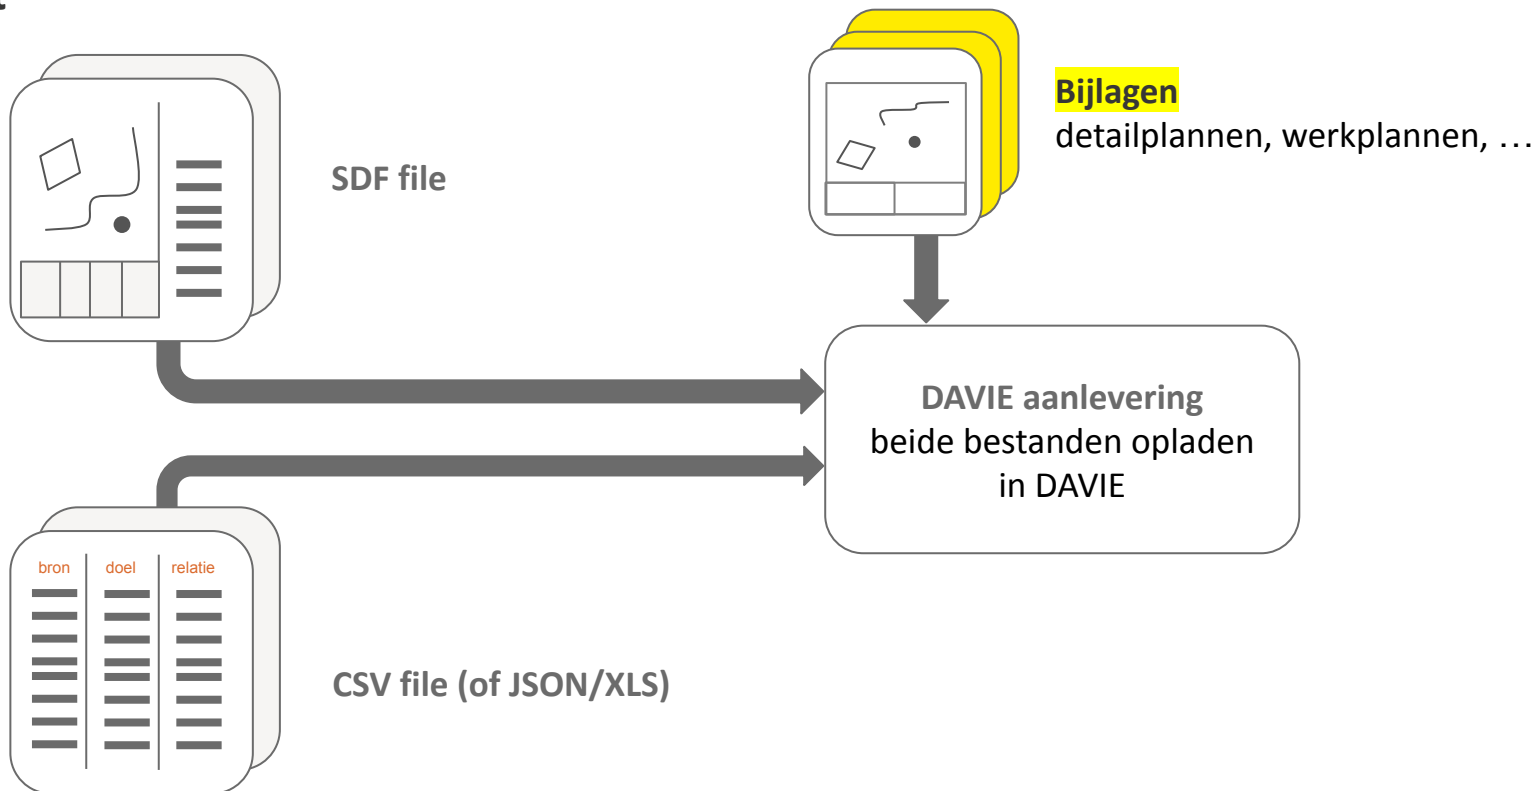 Bijlagen
detailplannen, werkplannen, …
SDF file
DAVIE aanlevering
beide bestanden opladen
in DAVIE
bron doel relatie
CSV file (of JSON/XLS)